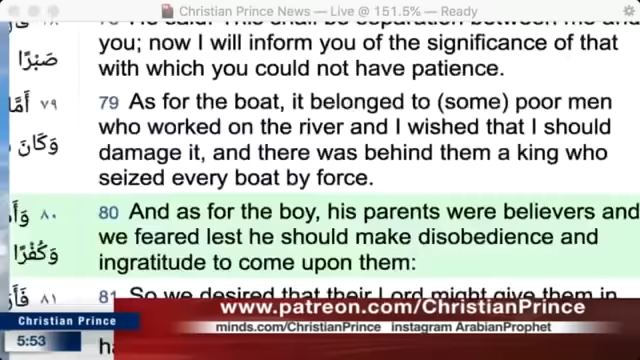 Christian Prince News — Live @ 151.5% — Ready
78 He said: This shall be separation between me and
you; now I will inform you of the significance of that
with which you could not have patience.
صَبْرًا
79 As for the boat, it belonged to (some) poor men
who worked on the river and I wished that I should
damage it, and there was behind them a king who
seized every boat by force.
٧٩ أَمَّا
وَكَانَ
80 And as for the boy, his parents were believers and
we feared lest he should make disobedience and
ingratitude to come upon them:
٨٠ وَأَ
وَكُفْرًا
81 So we desired that their Lord might give them in
٨١
www.patreon.com/ChristianPrince
minds.com/ChristianPrince instagram ArabianProphet
Christian Prince
5:53